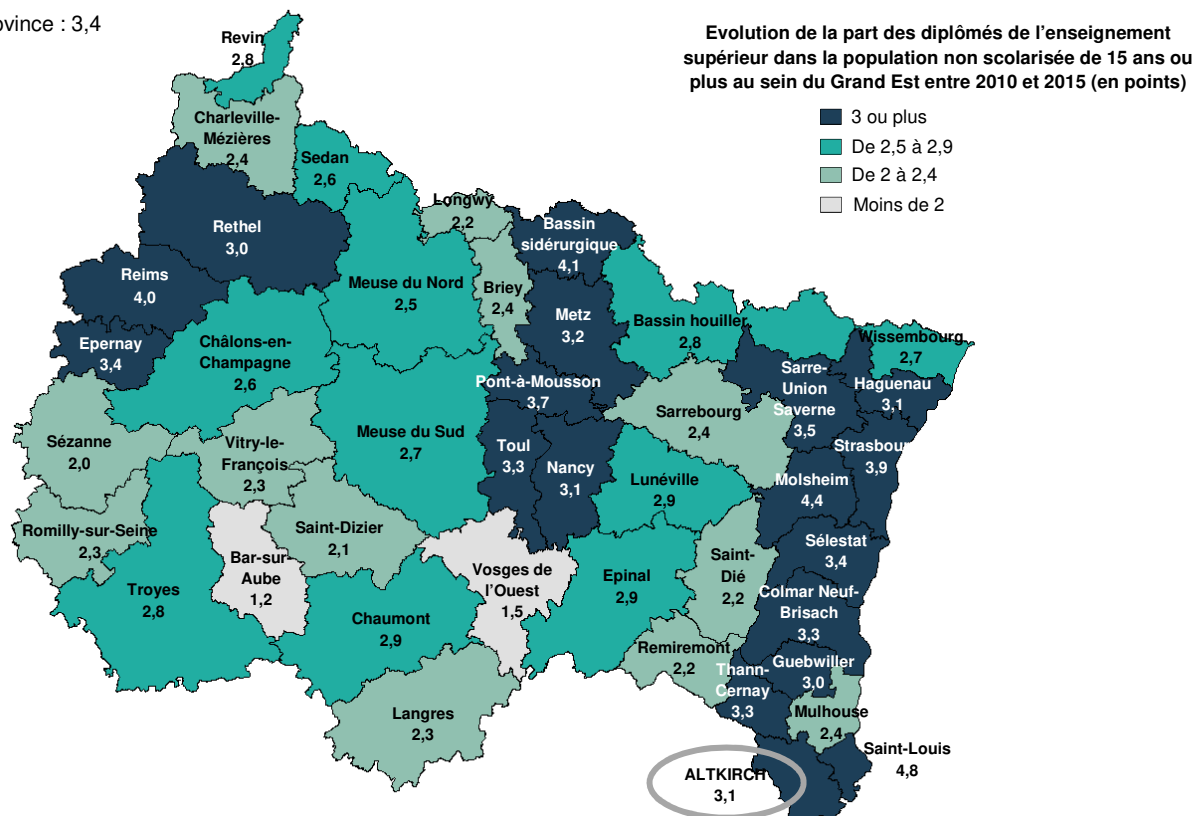 ovince : 3,4
Evolution de la part des diplômés de l’enseignement
supérieur dans la population non scolarisée de 15 ans ou
plus au sein du Grand Est entre 2010 et 2015 (en points)
3 ou plus
De 2,5 à 2,9
De 2 à 2,4
Moins de 2
Revin
2,8
Charleville-
Mézières
2,4
Sedan
2,6
Longwy
2,2
Rethel
3,0
Bassin
sidérurgique
4,1
Reims
4,0
Meuse du Nord
2,5
Briey
2,4
Metz
3,2
Bassin houiller
2,8
Wissembourg
2,7
Epernay
3,4
Châlons-en-
Champagne
2,6
Pont-à-Mousson
3,7
Sarre-
Union
Saverne
3,5
Haguenau
3,1
Sarrebourg
2,4
Sézanne
2,0
Vitry-le-
François
2,3
Meuse du Sud
2,7
Toul
3,3
Nancy
3,1
Strasbour
3,9
Lunéville
2,9
Molsheim
4,4
Romilly-sur-Seine
2,3
Saint-Dizier
2,1
Sélestat
3,4
Troyes
2,8
Bar-sur-
Aube
1,2
Vosges de
l’Ouest
1,5
Epinal
2,9
Saint-
Dié
2,2
Colmar Neuf-
Brisach
3,3
Chaumont
2,9
Remiremont
2,2
Guebwiller
3,0
Thann-
Cernay
3,3
Langres
2,3
Mulhouse
2,4
Saint-Louis
4,8
ALTKIRCH
3,1